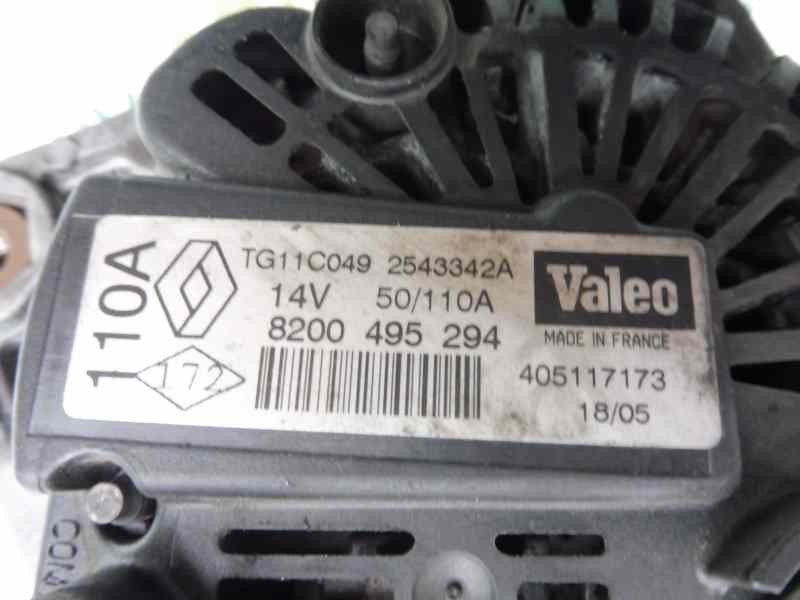 110A
TG11C049 2543342A
14V 50/110A
8200 495 294
172
Valeo
MADE IN FRANCE
405117173
18/05